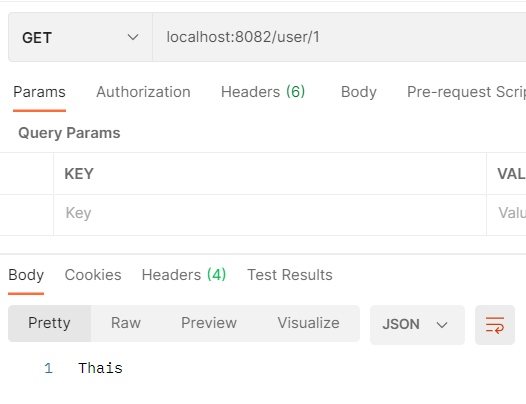 GET localhost:8082/user/1
Params Authorization Headers (6) Body Pre-request Scrip
Query Params
KEY VAL
Key Valu
Body Cookies Headers (4) Test Results
Pretty Raw Preview Visualize JSON
1 Thais